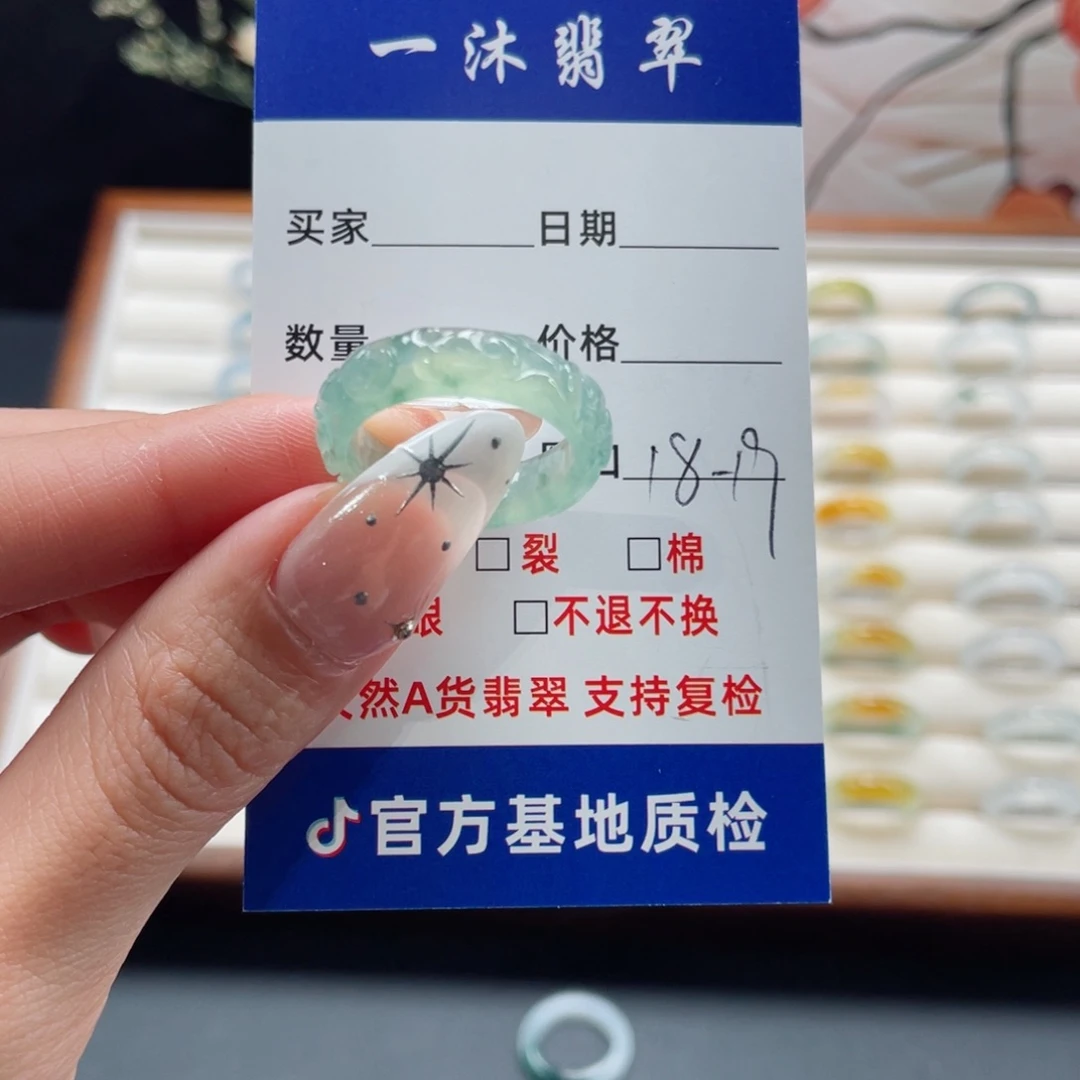 一沐翡翠
买家 日期
数量 价格
18-19
□裂 □棉
□不退不换
然A货翡翠 支持复检
官方基地质检